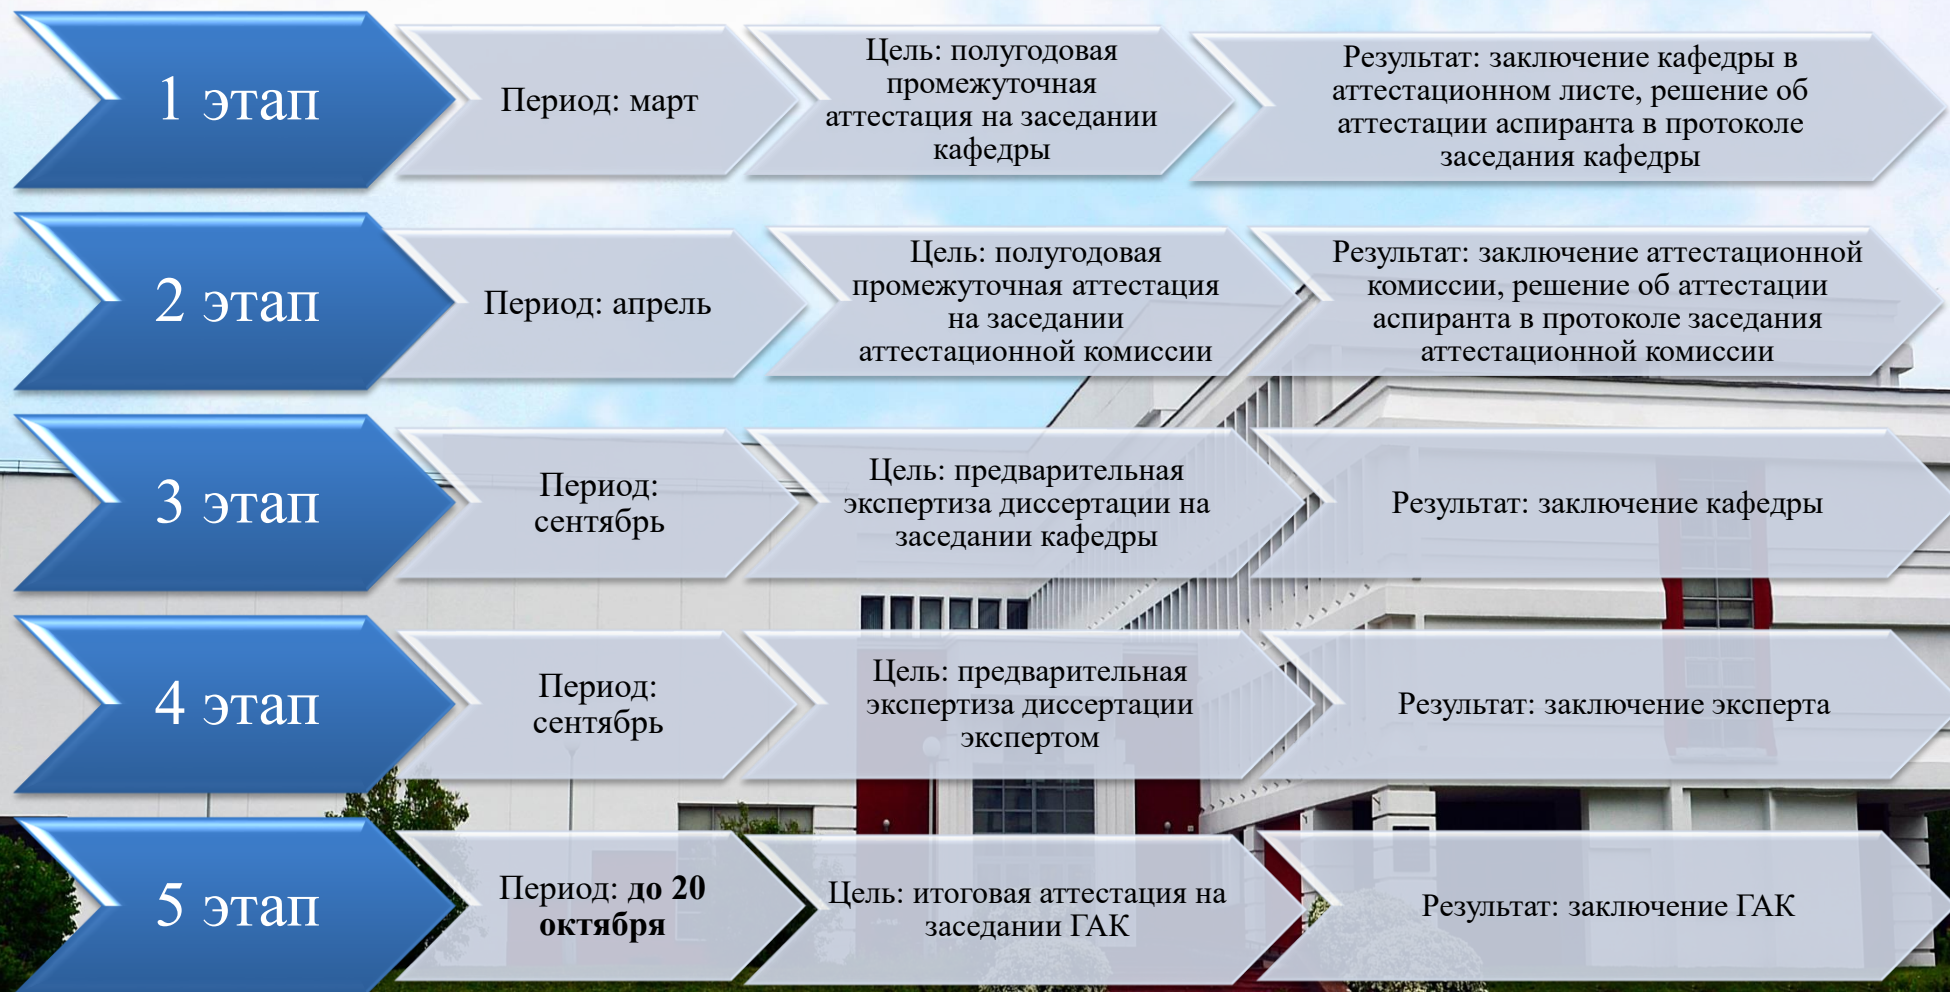 1 этап
Период: март
Цель: полугодовая
промежуточная
аттестация на заседании
кафедры
Результат: заключение кафедры в
аттестационном листе, решение об
аттестации аспиранта в протоколе
заседания кафедры
2 этап
Период: апрель
Цель: полугодовая
промежуточная аттестация
на заседании
аттестационной комиссии
Результат: заключение аттестационной
комиссии, решение об аттестации
аспиранта в протоколе заседания
аттестационной комиссии
3 этап
Период:
сентябрь
Цель: предварительная
экспертиза диссертации на
заседании кафедры
Результат: заключение кафедры
4 этап
Период:
сентябрь
Цель: предварительная
экспертиза диссертации
экспертом
Результат: заключение эксперта
5 этап
Период: до 20
октября
Цель: итоговая аттестация на
заседании ГАК
Результат: заключение ГАК